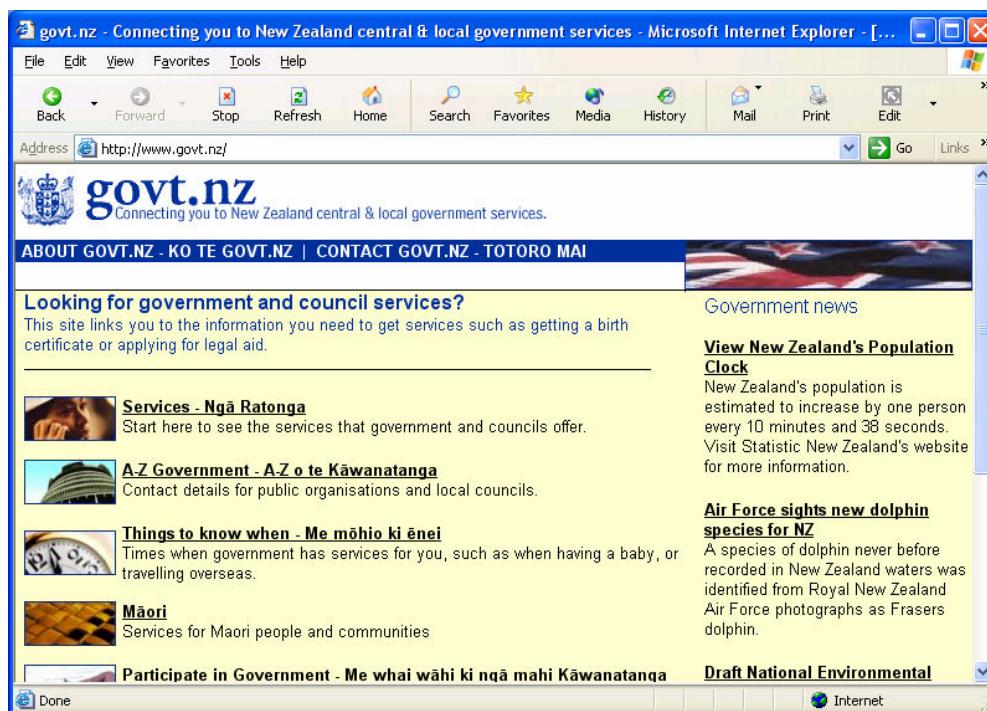 govt.nz - Connecting you to New Zealand central & local government services - Microsoft Internet Explorer - [...
File Edit View Favorites Tools Help
Back Forward Stop Refresh Home Search Favorites Media History Mail Print Edit
Address http://www.govt.nz/ Go Links
govt.nz
Connecting you to New Zealand central & local government services.
ABOUT GOVT.NZ - KO TE GOVT.NZ | CONTACT GOVT.NZ - TOTORO MAI
Looking for government and council services?
This site links you to the information you need to get services such as getting a birth
certificate or applying for legal aid.
Services - Ngā Ratonga
Start here to see the services that government and councils offer.
A-Z Government - A-Z o te Kāwanatanga
Contact details for public organisations and local councils.
Things to know when - Me mōhio ki ēnei
Times when government has services for you, such as when having a baby, or
travelling overseas.
Māori
Services for Maori people and communities
Participate in Government - Me whai wāhi ki ngā mahi Kāwanatanga
Government news
View New Zealand's Population
Clock
New Zealand's population is
estimated to increase by one person
every 10 minutes and 38 seconds.
Visit Statistic New Zealand's website
for more information.
Air Force sights new dolphin
species for NZ
A species of dolphin never before
recorded in New Zealand waters was
identified from Royal New Zealand
Air Force photographs as Frasers
dolphin.
Draft National Environmental
Done Internet